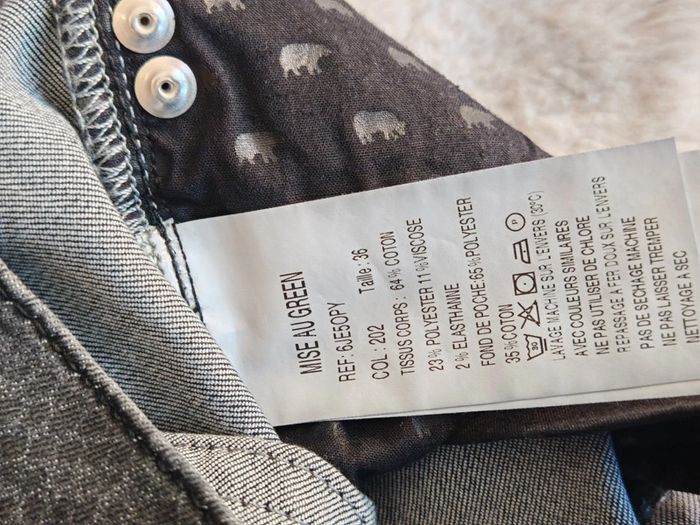 MISE AU GREEN
REF: 6JE5OPY
COL : 202 Taille : 36
TISSUS CORPS : 64% COTON
23% POLYESTER 11% VISCOSE
2% ELASTHANNE
FOND DE POCHE:65%POLYESTER
35%COTON
30
LAVAGE MACHINE SUR L'ENVERS (30°C)
AVEC COULEURS SIMILAIRES
NE PAS UTILISER DE CHLORE
REPASSAGE A FER DOUX SUR L'ENVERS
PAS DE SECHAGE MACHINE
NE PAS LAISSER TREMPER
NETTOYAGE A SEC